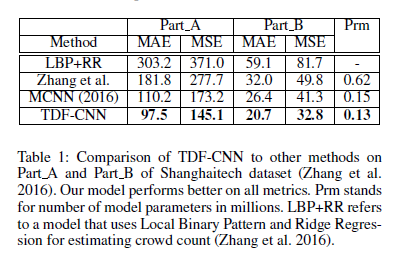 Part_A Part_B Prm
Method MAE MSE MAE MSE
LBP+RR 303.2 371.0 59.1 81.7 -
Zhang et al. 181.8 277.7 32.0 49.8 0.62
MCNN (2016) 110.2 173.2 26.4 41.3 0.15
TDF-CNN 97.5 145.1 20.7 32.8 0.13
Table 1: Comparison of TDF-CNN to other methods on
Part_A and Part_B of Shanghaitech dataset (Zhang et al.
2016). Our model performs better on all metrics. Prm stands
for number of model parameters in millions. LBP+RR refers
to a model that uses Local Binary Pattern and Ridge Regres-
sion for estimating crowd count (Zhang et al. 2016).